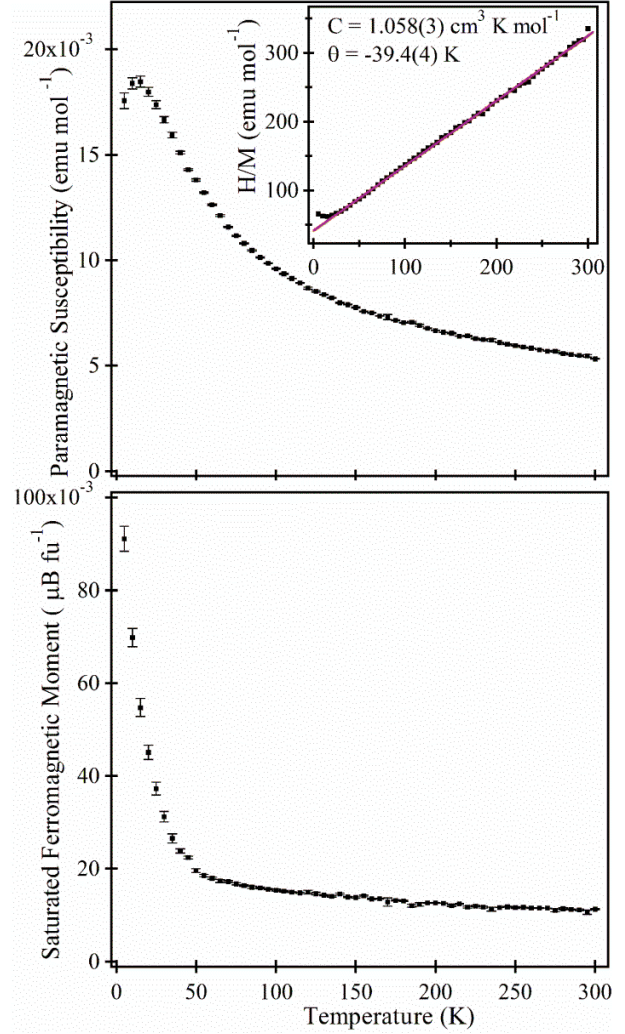 20x10⁻³
15
10
5
0
Paramagnetic Susceptibility (emu mol⁻¹)
C = 1.058(3) cm³ K mol⁻¹
θ = -39.4(4) K
300
200
100
H/M (emu mol⁻¹)
0 100 200 300
100x10⁻³
80
60
40
20
0
Saturated Ferromagnetic Moment ( μB fu⁻¹)
0 50 100 150 200 250 300
Temperature (K)